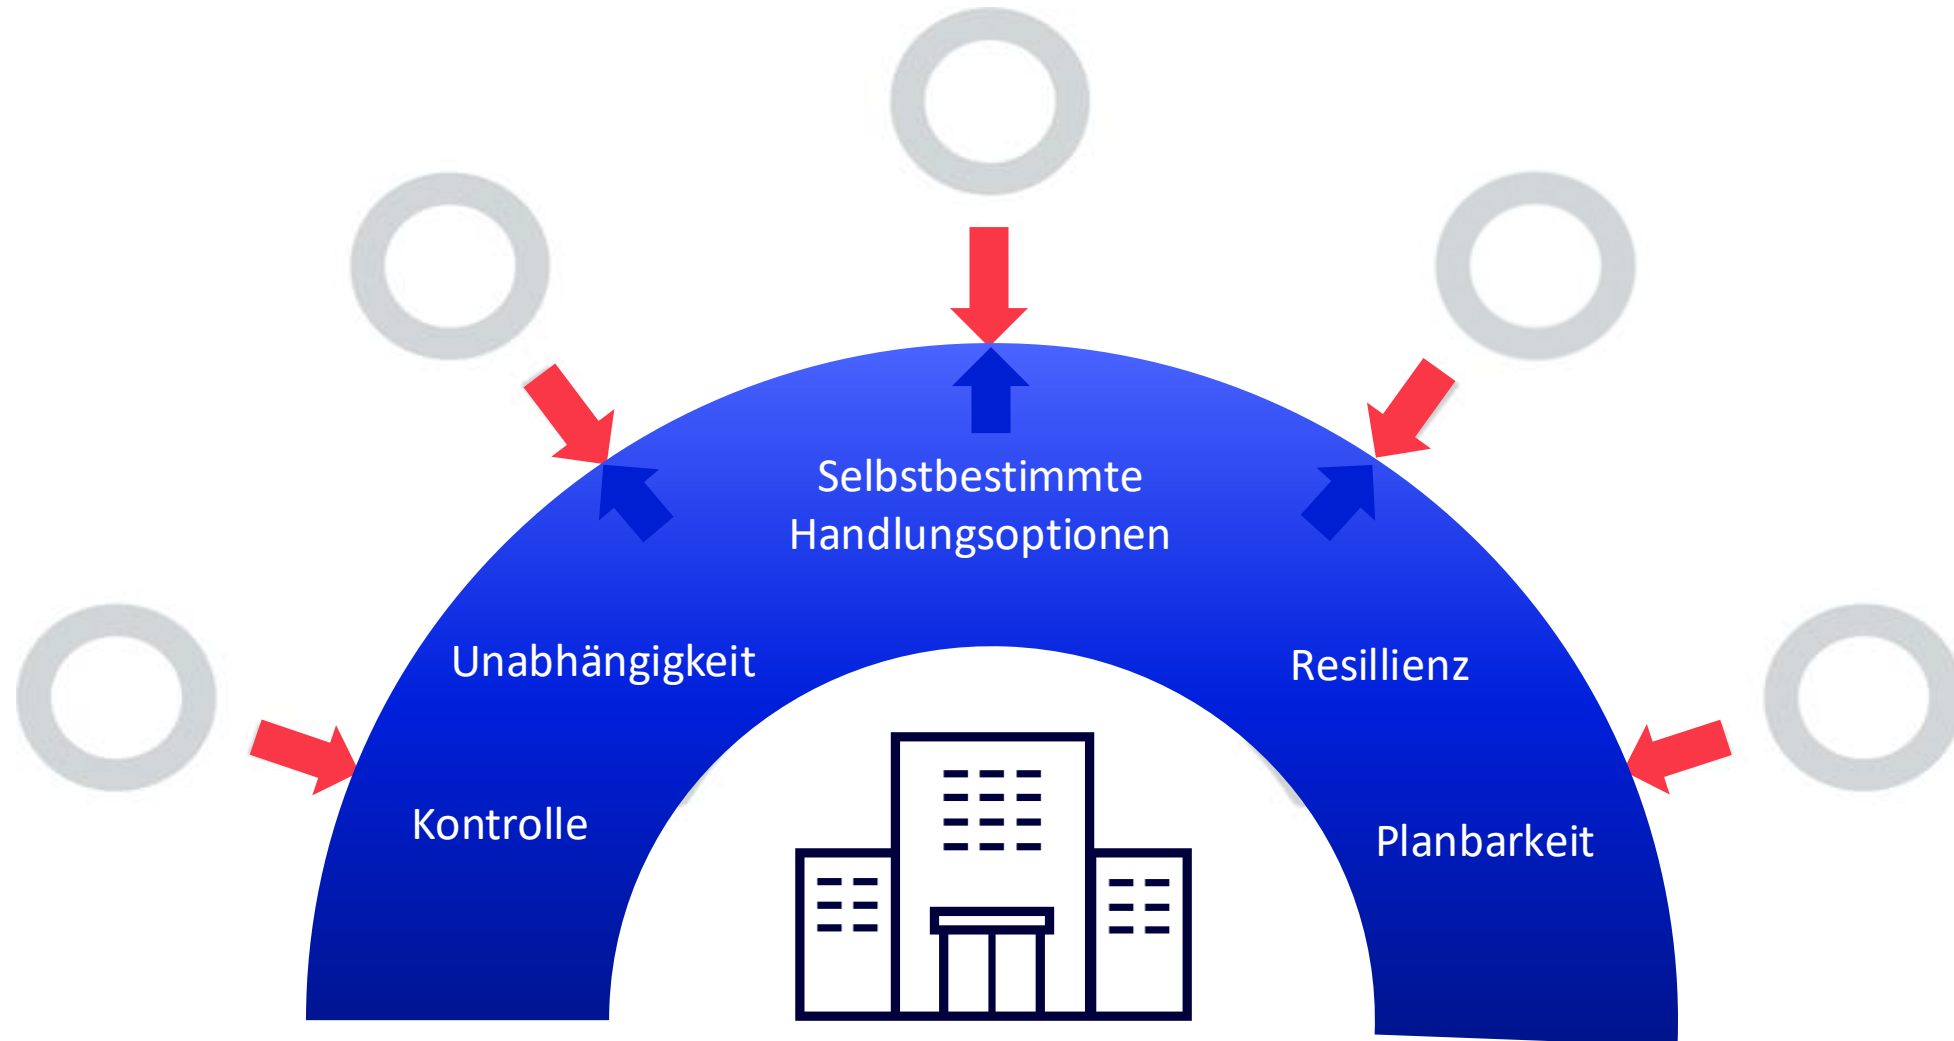 Selbstbestimmte
Handlungsoptionen
Unabhängigkeit
Resillienz
Kontrolle
Planbarkeit